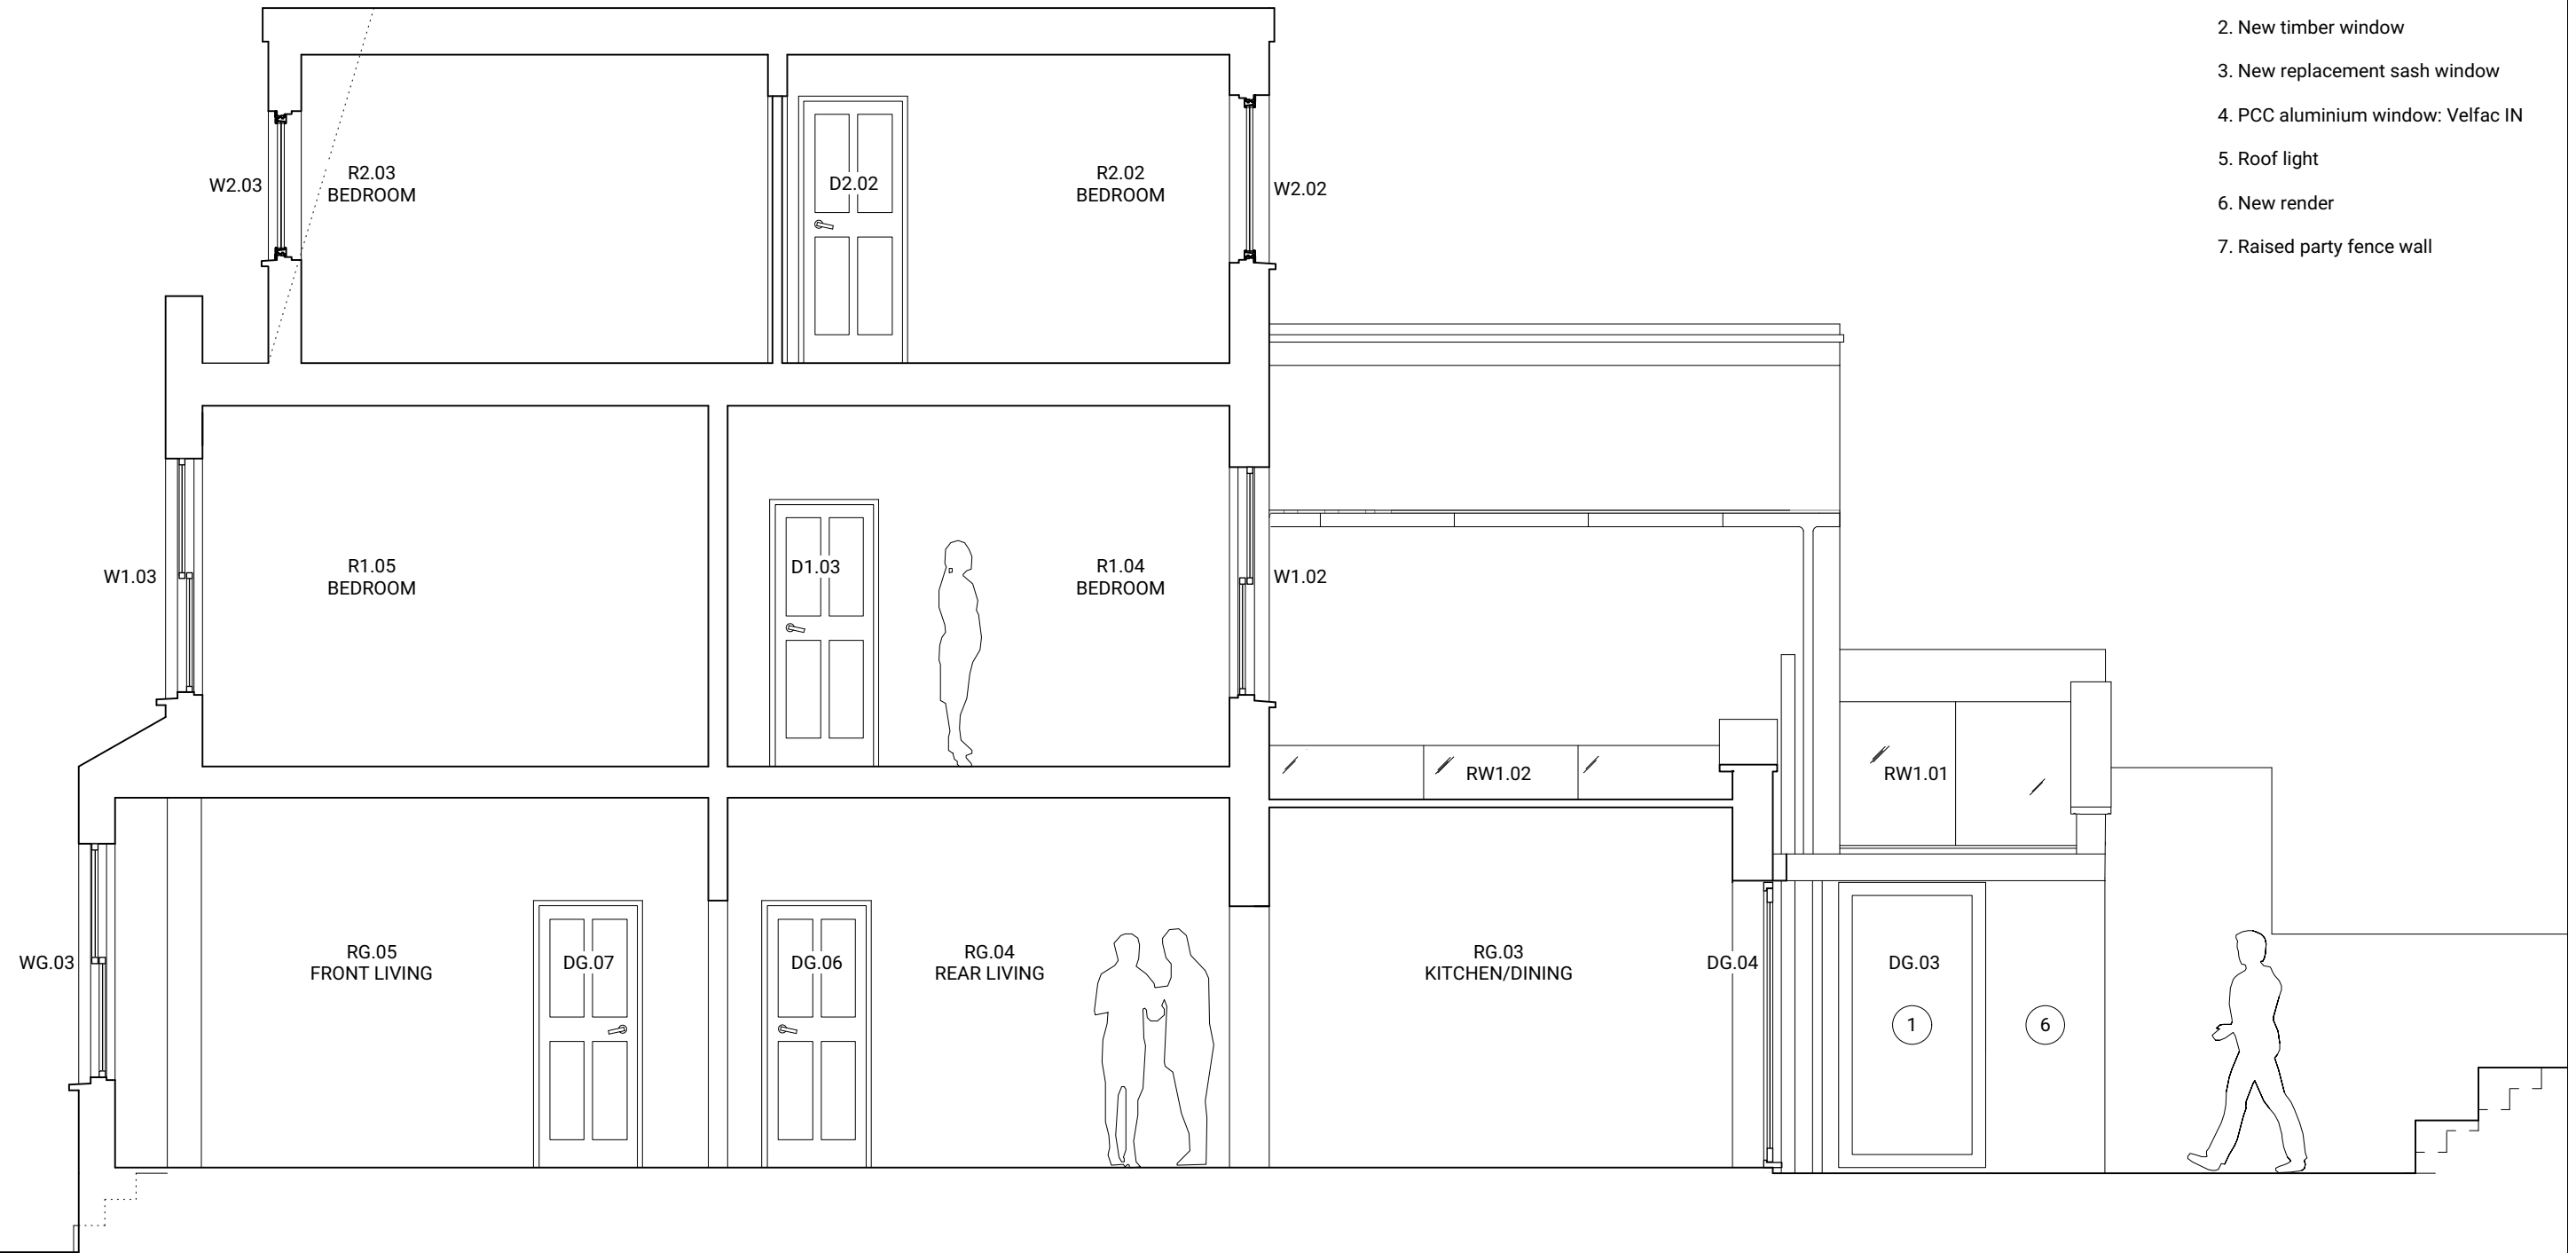 2. New timber window
3. New replacement sash window
4. PCC aluminium window: Velfac IN
5. Roof light
6. New render
7. Raised party fence wall
W2.03
R2.03
BEDROOM
D2.02
R2.02
BEDROOM
W2.02
W1.03
R1.05
BEDROOM
D1.03
R1.04
BEDROOM
W1.02
RW1.02
RW1.01
WG.03
RG.05
FRONT LIVING
DG.07
DG.06
RG.04
REAR LIVING
RG.03
KITCHEN/DINING
DG.04
DG.03
1
6